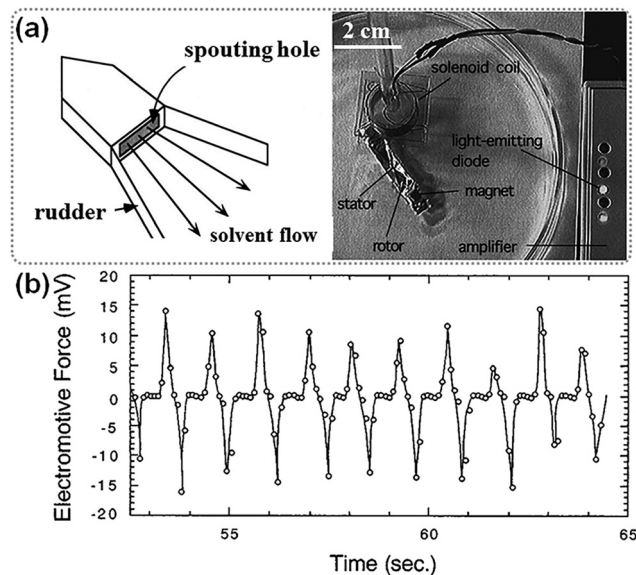 (a)
spouting hole
rudder
solvent flow
2 cm
solenoid coil
light-emitting
diode
magnet
stator
rotor
amplifier
(b)
Electromotive Force (mV)
20
15
10
5
0
-5
-10
-15
-20
55
60
65
Time (sec.)